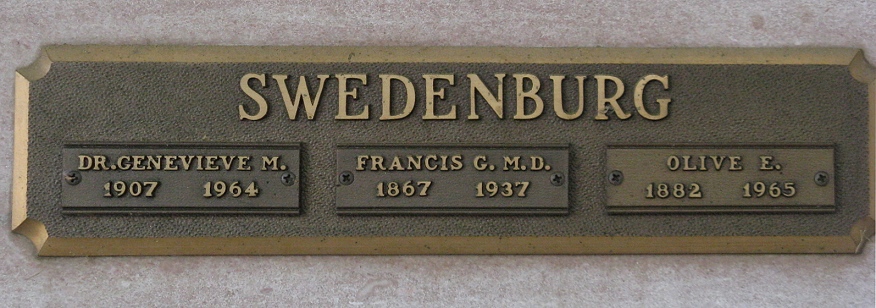 SWEDENBURG
DR. GENEVIEVE M.
1907 1964
FRANCIS G. M.D.
1867 1937
OLIVE E.
1882 1965